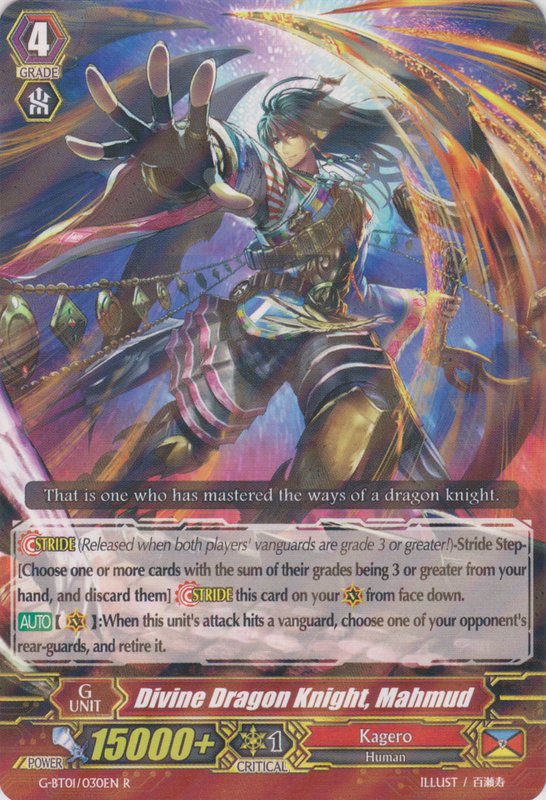 4
GRADE
That is one who has mastered the ways of a dragon knight.
STRIDE (Released when both players' vanguards are grade 3 or greater!)-Stride Step-
[Choose one or more cards with the sum of their grades being 3 or greater from your
hand, and discard them] STRIDE this card on your from face down.
AUTO [ ]:When this unit's attack hits a vanguard, choose one of your opponent's
rear-guards, and retire it.
G
UNIT
Divine Dragon Knight, Mahmud
POWER
15000+
1
CRITICAL
Kagero
Human
G-BT01/030EN R
ILLUST / 百瀬寿